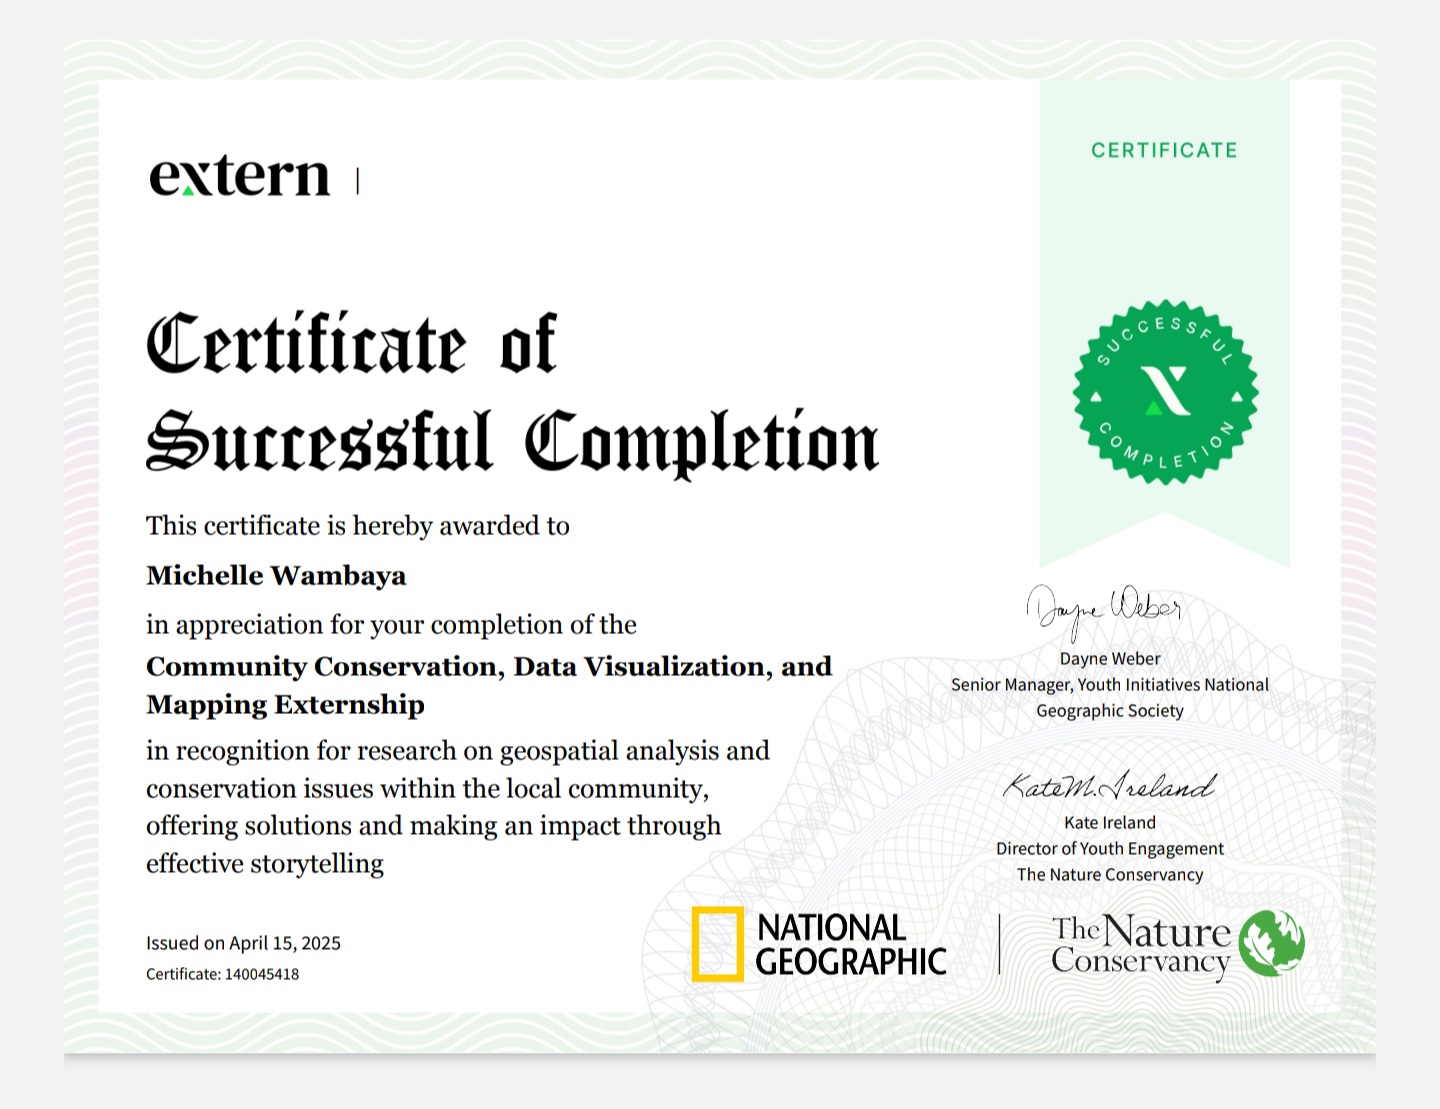 extern |
CERTIFICATE
SUCCESSFUL
COMPLETION
Certificate of
Successful Completion
This certificate is hereby awarded to
Michelle Wambaya
in appreciation for your completion of the
Community Conservation, Data Visualization, and
Mapping Externship
in recognition for research on geospatial analysis and
conservation issues within the local community,
offering solutions and making an impact through
effective storytelling
Issued on April 15, 2025
Certificate: 140045418
Dayne Weber
Dayne Weber
Senior Manager, Youth Initiatives National
Geographic Society
Kate M. Ireland
Kate Ireland
Director of Youth Engagement
The Nature Conservancy
NATIONAL
GEOGRAPHIC
The Nature
Conservancy